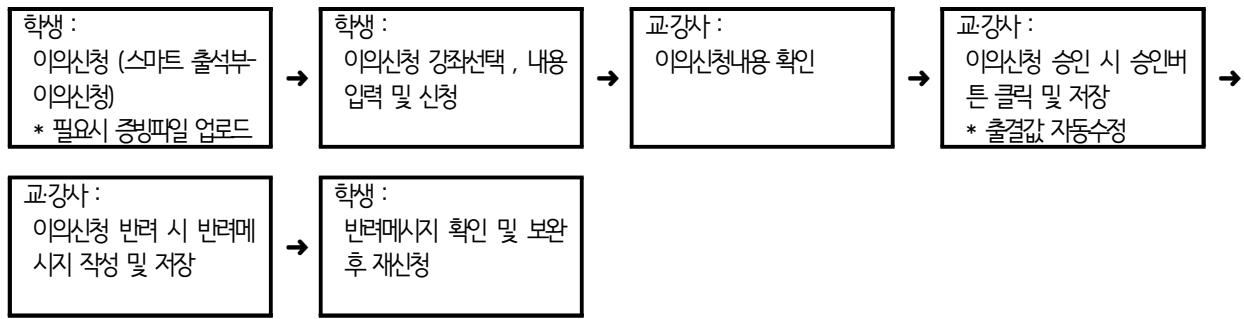 학생 :
이의신청 (스마트 출석부-
이의신청)
* 필요시 증빙파일 업로드
➜
학생 :
이의신청 강좌선택 , 내용
입력 및 신청
➜
교·강사 :
이의신청내용 확인
➜
교·강사 :
이의신청 승인 시 승인버
튼 클릭 및 저장
* 출결값 자동수정
➜
교·강사 :
이의신청 반려 시 반려메
시지 작성 및 저장
➜
학생 :
반려메시지 확인 및 보완
후 재신청